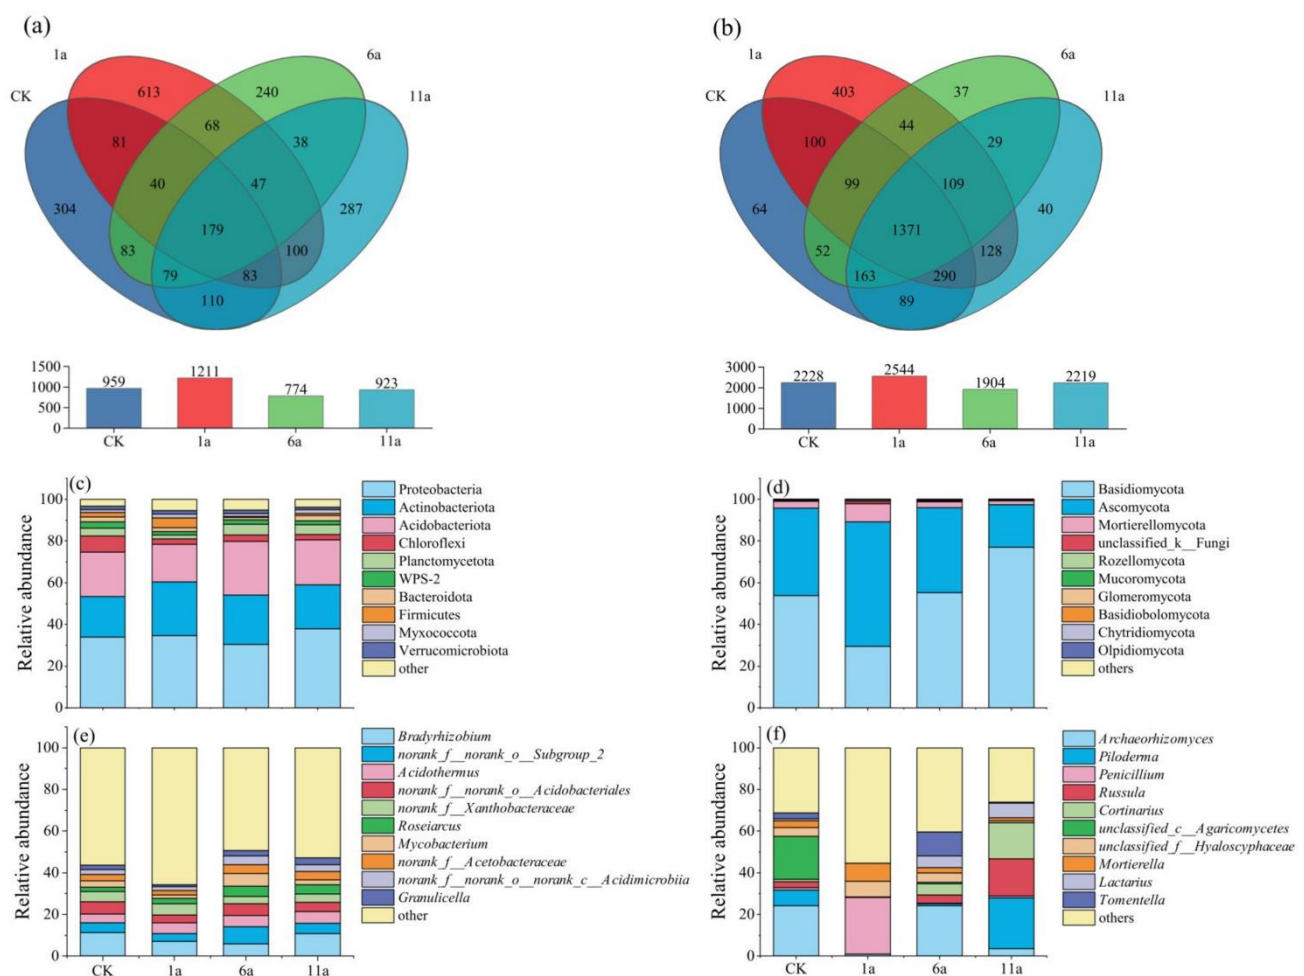 (a)
1a
6a
CK
11a
613
240
68
81
38
40
47
304
287
179
83
100
79
83
110
1500
1000
500
0
959
1211
774
923
CK
1a
6a
11a
(b)
1a
6a
CK
11a
403
37
44
100
29
99
109
64
40
1371
52
128
163
290
89
3000
2000
1000
0
2228
2544
1904
2219
CK
1a
6a
11a
(c)
Relative abundance
100
80
60
40
20
0
Proteobacteria
Actinobacteriota
Acidobacteriota
Chloroflexi
Planctomycetota
WPS-2
Bacteroidota
Firmicutes
Myxococcota
Verrucomicrobiota
other
(d)
Relative abundance
100
80
60
40
20
0
Basidiomycota
Ascomycota
Mortierellomycota
unclassified_k__Fungi
Rozellomycota
Mucoromycota
Glomeromycota
Basidiobolomycota
Chytridiomycota
Olpidiomycota
others
(e)
Relative abundance
100
80
60
40
20
0
CK
1a
6a
11a
Bradyrhizobium
norank_f__norank_o__Subgroup_2
Acidothermus
norank_f__norank_o__Acidobacteriales
norank_f__Xanthobacteraceae
Roseiarcus
Mycobacterium
norank_f__Acetobacteraceae
norank_f__norank_o__norank_c__Acidimicrobiia
Granulicella
other
(f)
Relative abundance
100
80
60
40
20
0
CK
1a
6a
11a
Archaeorhizomyces
Piloderma
Penicillium
Russula
Cortinarius
unclassified_c__Agaricomycetes
unclassified_f__Hyaloscyphaceae
Mortierella
Lactarius
Tomentella
others